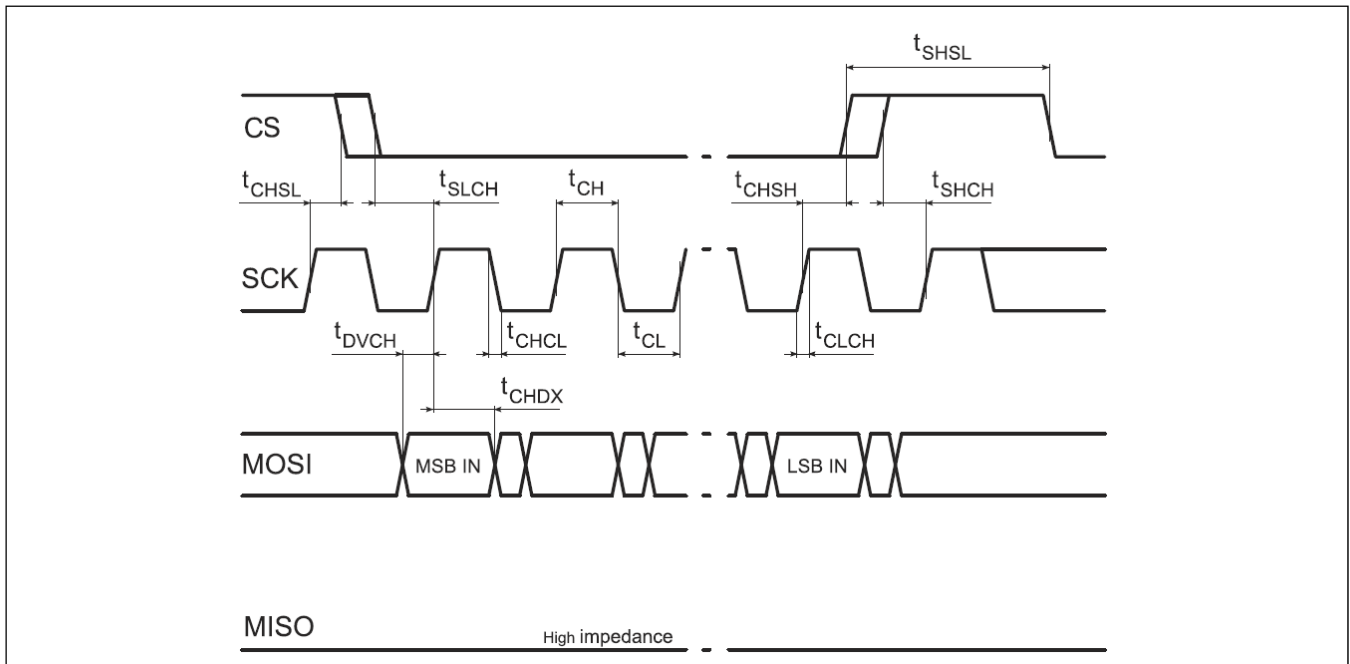 tSHSL
CS
tCHSL tSLCH tCH tCHSH tSHCH
SCK
tDVCH tCHCL tCL tCLCH
tCHDX
MOSI MSB IN LSB IN
MISO High impedance